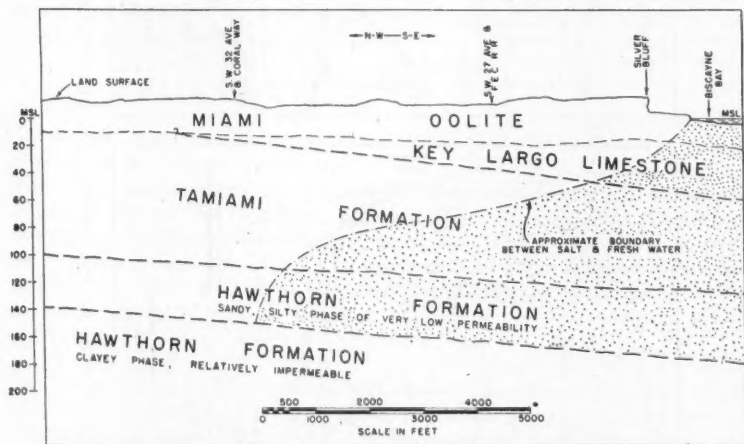 N-W S-E
S.W. 32 AVE
& CORAL WAY
S.W. 27 AVE &
F.E.C. R.R.
SILVER
BLUFF
BISCAYNE
BAY
LAND SURFACE
MSL
MSL
0
20
40
60
80
100
120
140
160
180
200
MIAMI OOLITE
KEY LARGO LIMESTONE
TAMIAMI FORMATION
APPROXIMATE BOUNDARY
BETWEEN SALT & FRESH WATER
HAWTHORN FORMATION
SANDY, SILTY PHASE OF VERY LOW PERMEABILITY
HAWTHORN FORMATION
CLAYEY PHASE, RELATIVELY IMPERMEABLE
500 2000 4000
0 1000 3000 5000
SCALE IN FEET